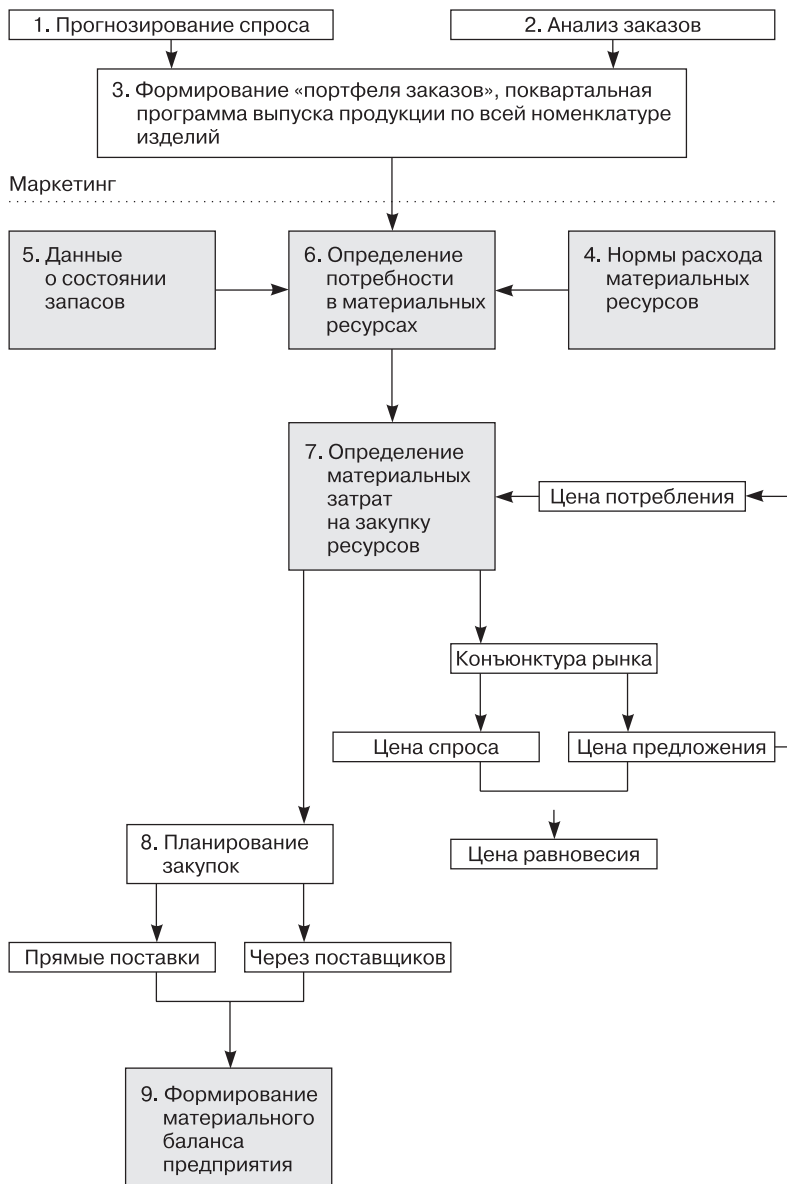 1. Прогнозирование спроса
2. Анализ заказов
3. Формирование «портфеля заказов», поквартальная
программа выпуска продукции по всей номенклатуре
изделий
Маркетинг
5. Данные
о состоянии
запасов
6. Определение
потребности
в материальных
ресурсах
4. Нормы расхода
материальных
ресурсов
7. Определение
материальных
затрат
на закупку
ресурсов
Цена потребления
Конъюнктура рынка
Цена спроса
Цена предложения
8. Планирование
закупок
Цена равновесия
Прямые поставки
Через поставщиков
9. Формирование
материального
баланса
предприятия